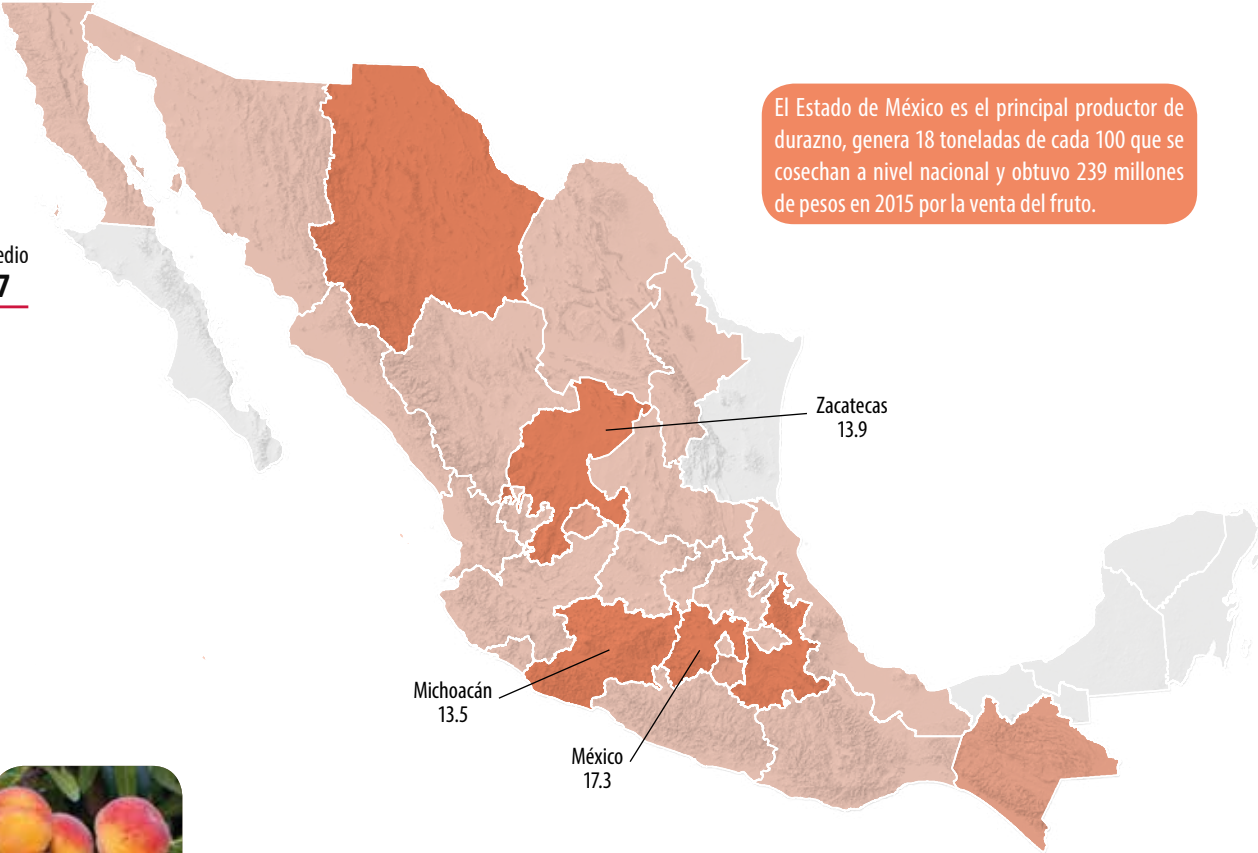 El Estado de México es el principal productor de
durazno, genera 18 toneladas de cada 100 que se
cosechan a nivel nacional y obtuvo 239 millones
de pesos en 2015 por la venta del fruto.
edio
7
Zacatecas
13.9
Michoacán
13.5
México
17.3